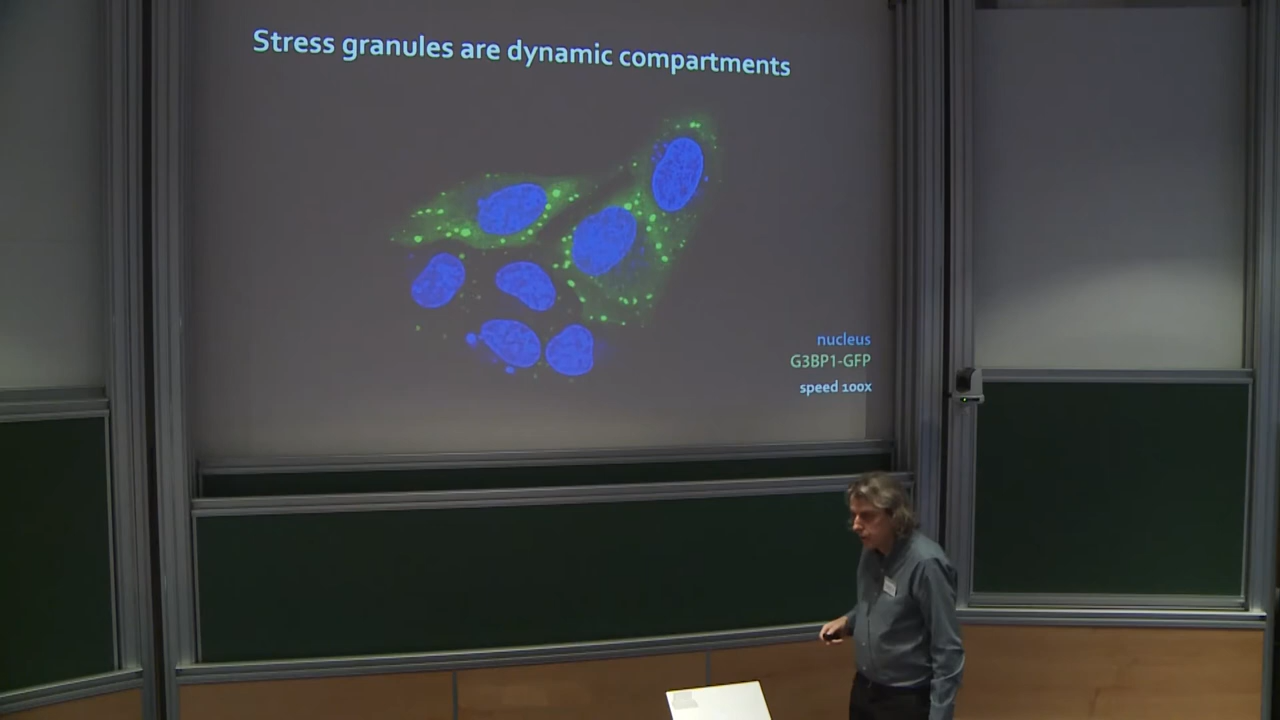 Stress granules are dynamic compartments
nucleus
G3BP1-GFP
speed 100x